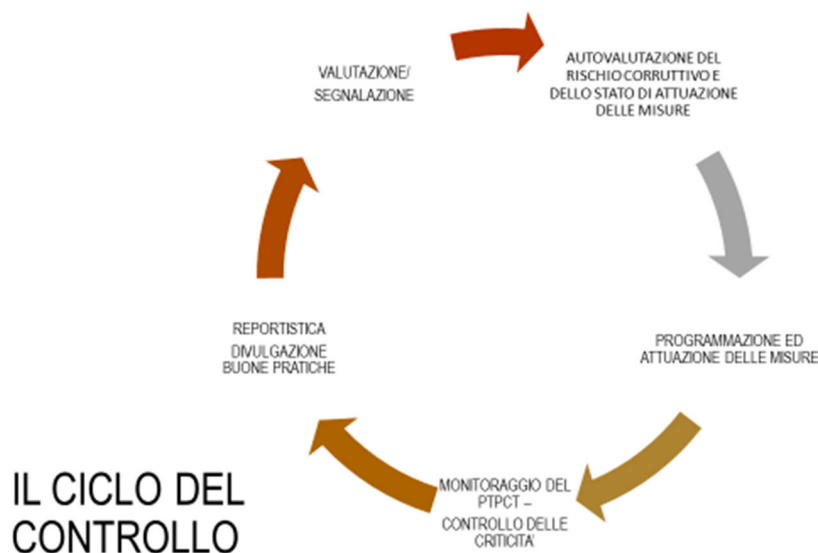 VALUTAZIONE/
SEGNALAZIONE
AUTOVALUTAZIONE DEL
RISCHIO CORRUTTIVO E
DELLO STATO DI ATTUAZIONE
DELLE MISURE
PROGRAMMAZIONE ED
ATTUAZIONE DELLE MISURE
MONITORAGGIO DEL
PTPCT –
CONTROLLO DELLE
CRITICITA'
REPORTISTICA
DIVULGAZIONE
BUONE PRATICHE
IL CICLO DEL
CONTROLLO